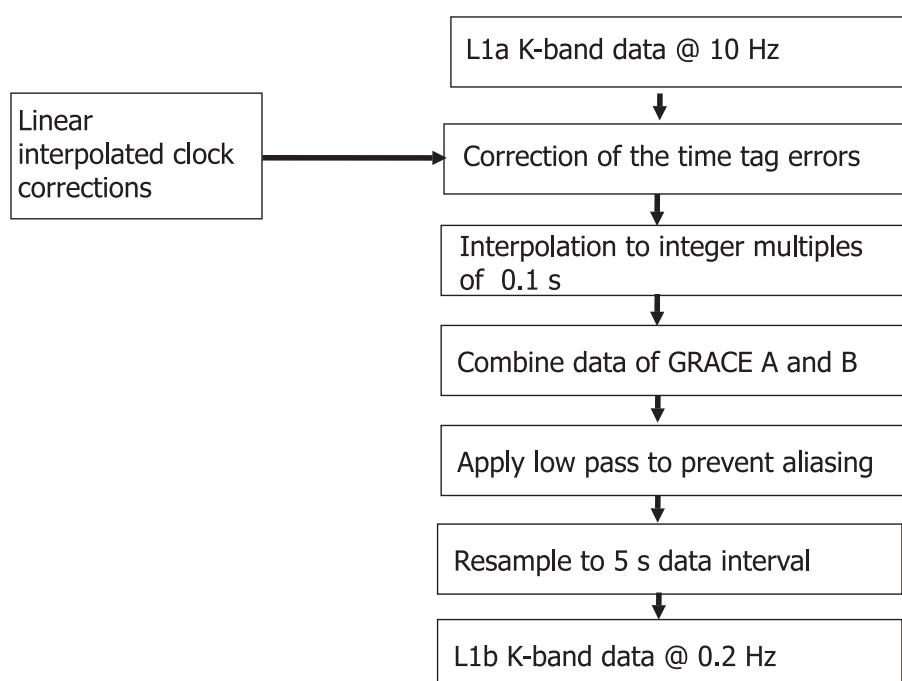 L1a K-band data @ 10 Hz
Linear
interpolated clock
corrections
Correction of the time tag errors
Interpolation to integer multiples
of 0.1 s
Combine data of GRACE A and B
Apply low pass to prevent aliasing
Resample to 5 s data interval
L1b K-band data @ 0.2 Hz